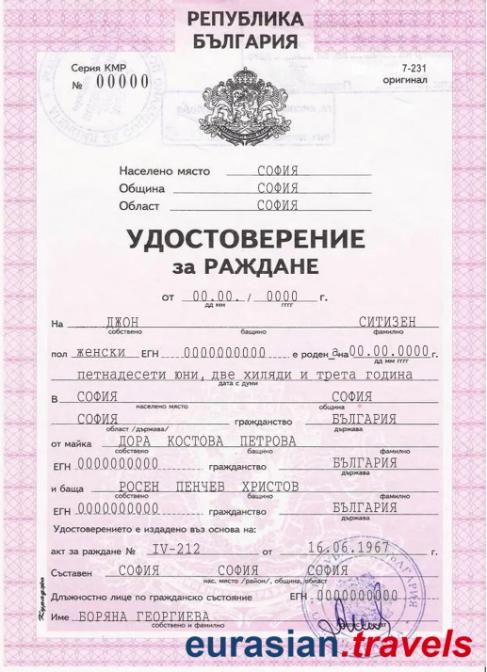 РЕПУБЛИКА
БЪЛГАРИЯ
Серия КМР
№ 00000
7-231
оригинал
Населено място СОФИЯ
Община СОФИЯ
Област СОФИЯ
УДОСТОВЕРЕНИЕ
за РАЖДАНЕ
от 00.00. / 0000 г.
дд мм гггг
На ДЖОН СИТИЗЕН
собствено бащино фамилно
пол женски ЕГН 0000000000 е роден а на 00.00.0000 г.
дд мм гггг
петнадесети юни, две хиляди и трета година
дата с думи
в СОФИЯ СОФИЯ
населено място община
СОФИЯ гражданство БЪЛГАРИЯ
област /държава/ държава
от майка ДОРА КОСТОВА ПЕТРОВА
собствено бащино фамилно
ЕГН 0000000000 гражданство БЪЛГАРИЯ
държава
и баща РОСЕН ПЕНЧЕВ ХРИСТОВ
собствено бащино фамилно
ЕГН 0000000000 гражданство БЪЛГАРИЯ
държава
Удостоверението е издадено въз основа на:
акт за раждане № IV-212 от 16.06.1967 г.
дд мм гггг
Съставен СОФИЯ СОФИЯ СОФИЯ
нас. място /район/, община, област
Длъжностно лице по гражданско състояние ЕГН 0000000000
Име БОРЯНА ГЕОРГИЕВА
собствено и фамилно
eurasian.travels